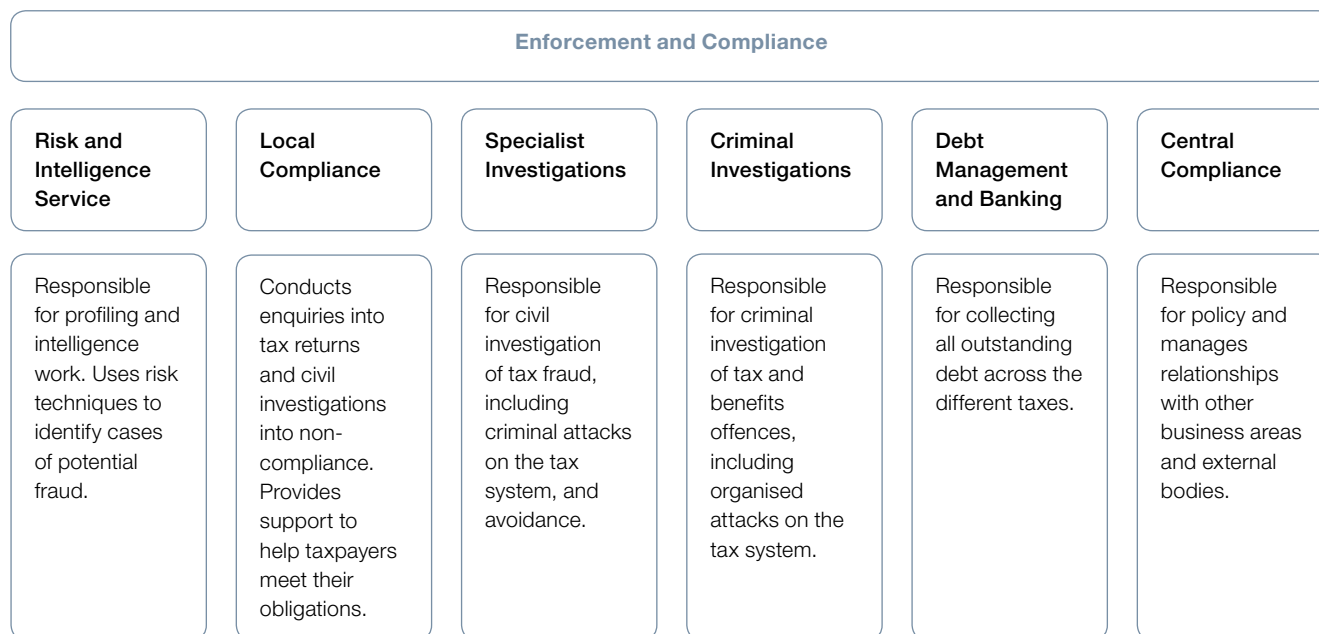 Enforcement and Compliance
Risk and
Intelligence
Service
Local
Compliance
Specialist
Investigations
Criminal
Investigations
Debt
Management
and Banking
Central
Compliance
Responsible
for profiling and
intelligence
work. Uses risk
techniques to
identify cases
of potential
fraud.
Conducts
enquiries into
tax returns
and civil
investigations
into non-
compliance.
Provides
support to
help taxpayers
meet their
obligations.
Responsible
for civil
investigation
of tax fraud,
including
criminal attacks
on the tax
system, and
avoidance.
Responsible
for criminal
investigation
of tax and
benefits
offences,
including
organised
attacks on the
tax system.
Responsible
for collecting
all outstanding
debt across the
different taxes.
Responsible
for policy and
manages
relationships
with other
business areas
and external
bodies.